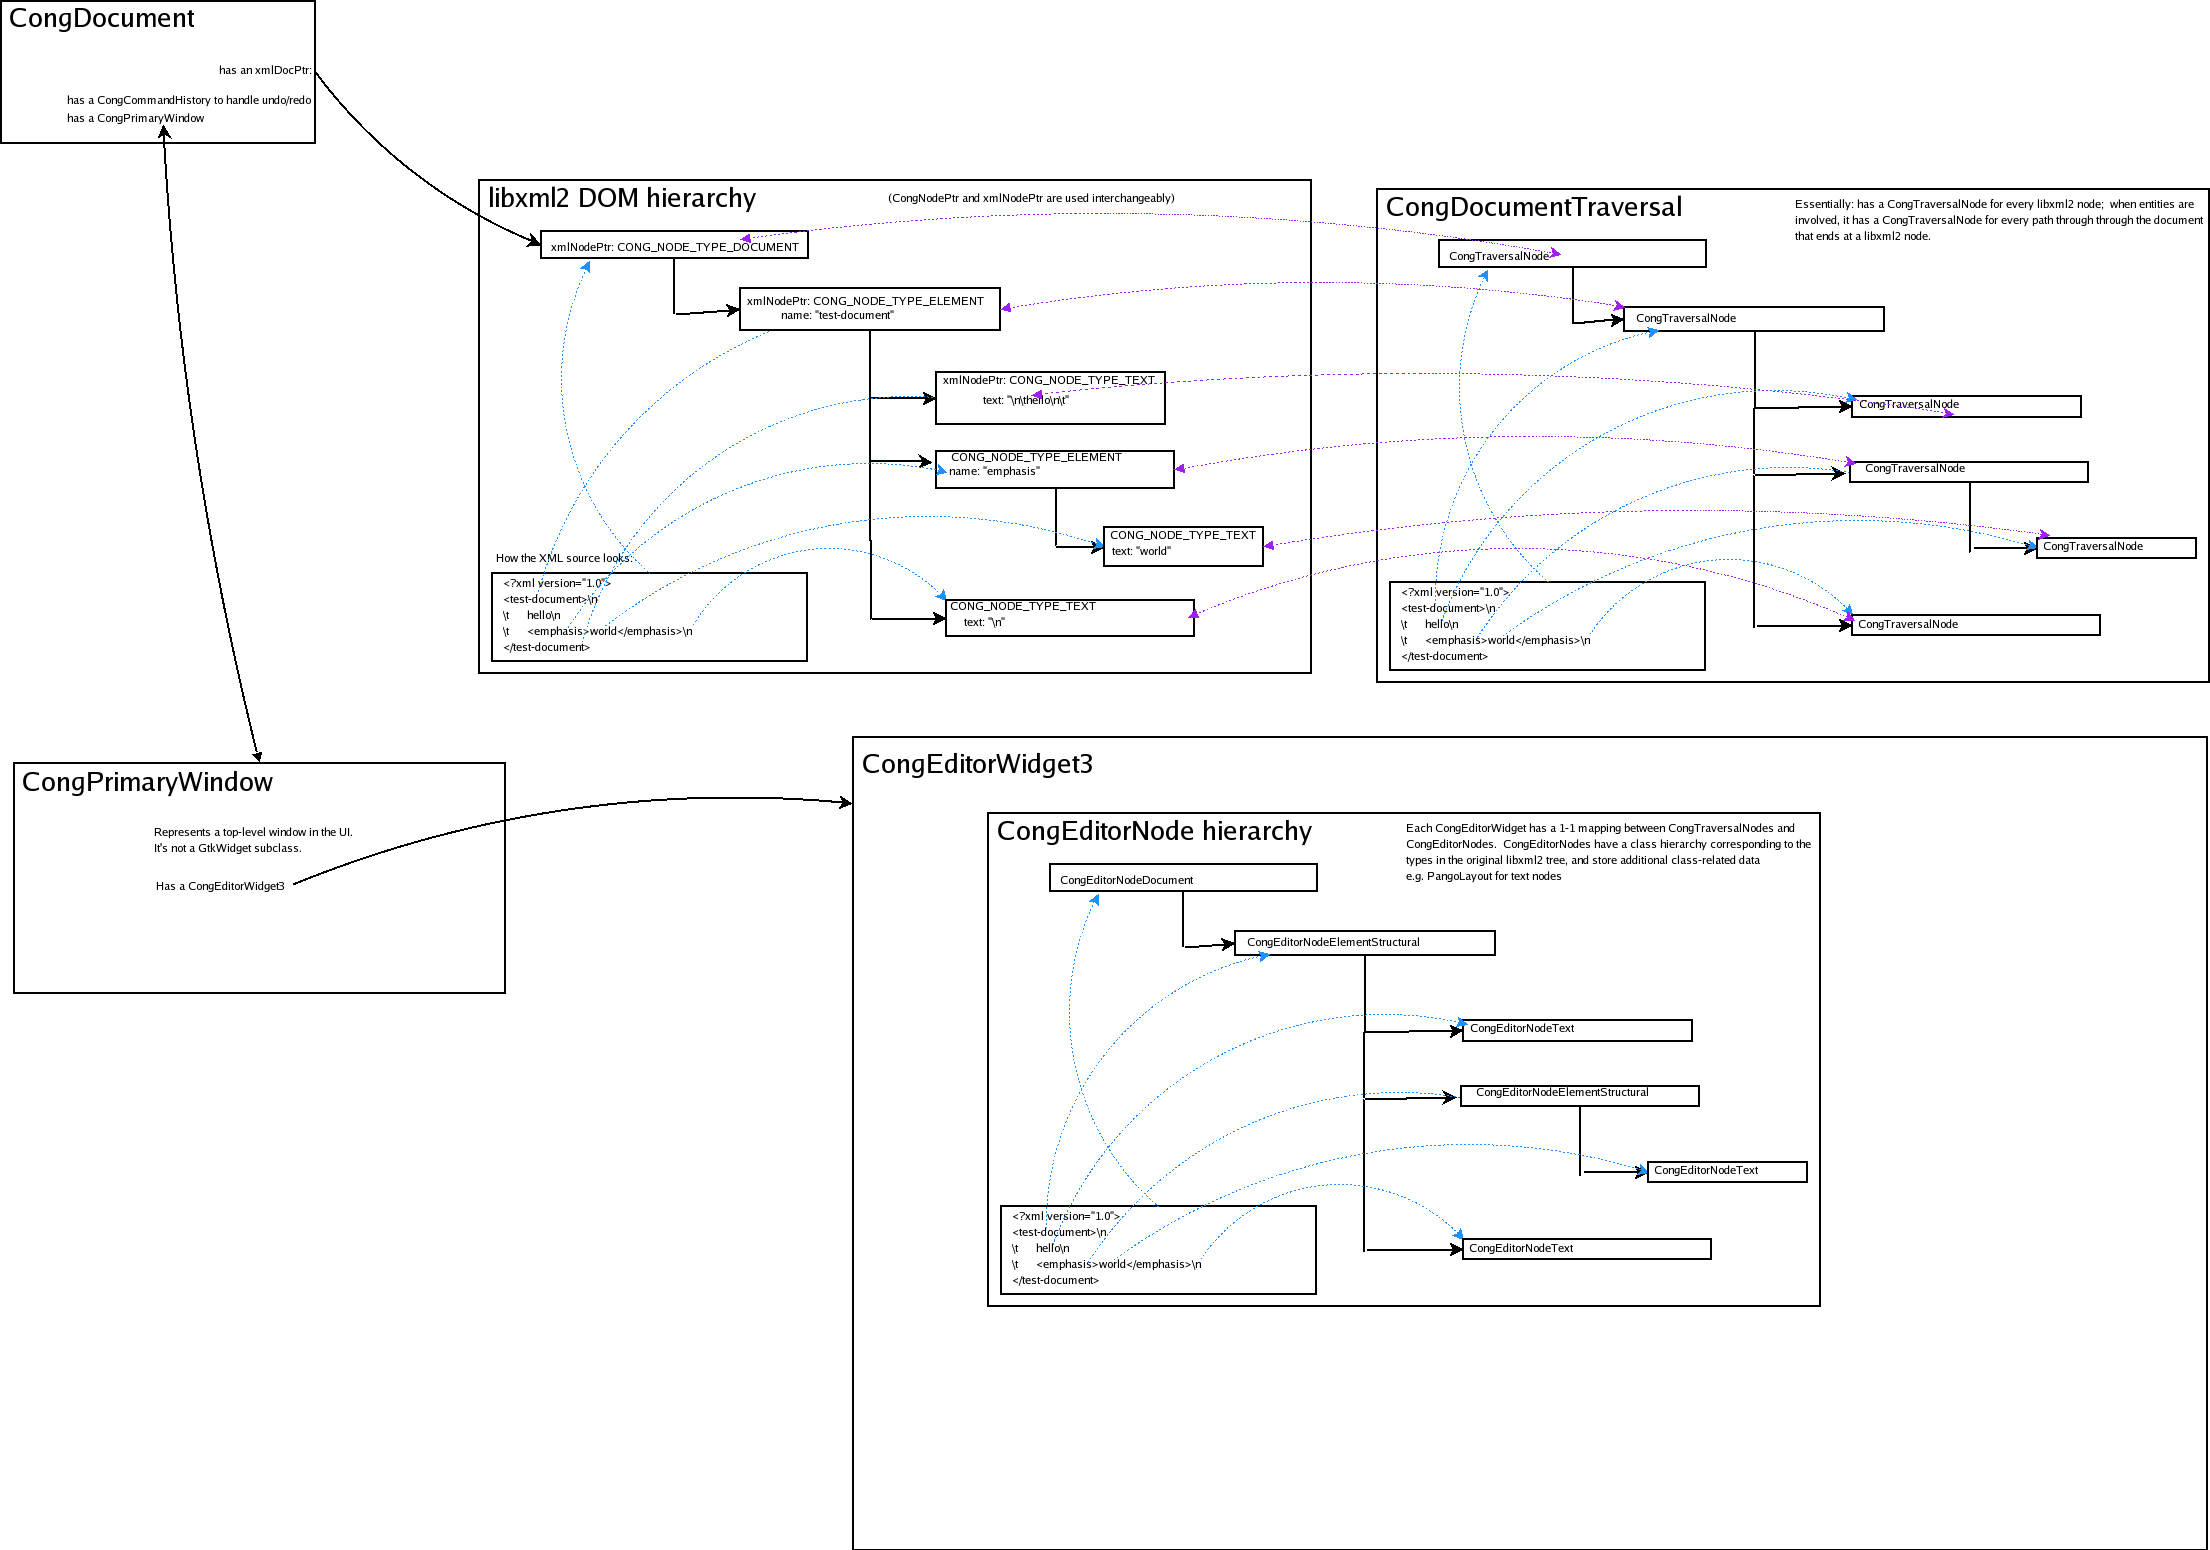 CongDocument
has an xmlDocPtr:
has a CongCommandHistory to handle undo/redo
has a CongPrimaryWindow
libxml2 DOM hierarchy
(CongNodePtr and xmlNodePtr are used interchangeably)
xmlNodePtr: CONG_NODE_TYPE_DOCUMENT
xmlNodePtr: CONG_NODE_TYPE_ELEMENT
name: "test-document"
xmlNodePtr: CONG_NODE_TYPE_TEXT
text: "\n\thello\n\t"
CONG_NODE_TYPE_ELEMENT
name: "emphasis"
CONG_NODE_TYPE_TEXT
text: "world"
CONG_NODE_TYPE_TEXT
text: "\n"
How the XML source looks:
<?xml version="1.0">
<test-document>\n
\t hello\n
\t <emphasis>world</emphasis>\n
</test-document>
CongDocumentTraversal
Essentially: has a CongTraversalNode for every libxml2 node; when entities are
involved, it has a CongTraversalNode for every path through through the document
that ends at a libxml2 node.
CongTraversalNode
CongTraversalNode
CongTraversalNode
CongTraversalNode
CongTraversalNode
CongTraversalNode
<?xml version="1.0">
<test-document>\n
\t hello\n
\t <emphasis>world</emphasis>\n
</test-document>
CongPrimaryWindow
Represents a top-level window in the UI.
It's not a GtkWidget subclass.
Has a CongEditorWidget3
CongEditorWidget3
CongEditorNode hierarchy
Each CongEditorWidget has a 1-1 mapping between CongTraversalNodes and
CongEditorNodes. CongEditorNodes have a class hierarchy corresponding to the
types in the original libxml2 tree, and store additional class-related data
e.g. PangoLayout for text nodes
CongEditorNodeDocument
CongEditorNodeElementStructural
CongEditorNodeText
CongEditorNodeElementStructural
CongEditorNodeText
CongEditorNodeText
<?xml version="1.0">
<test-document>\n
\t hello\n
\t <emphasis>world</emphasis>\n
</test-document>